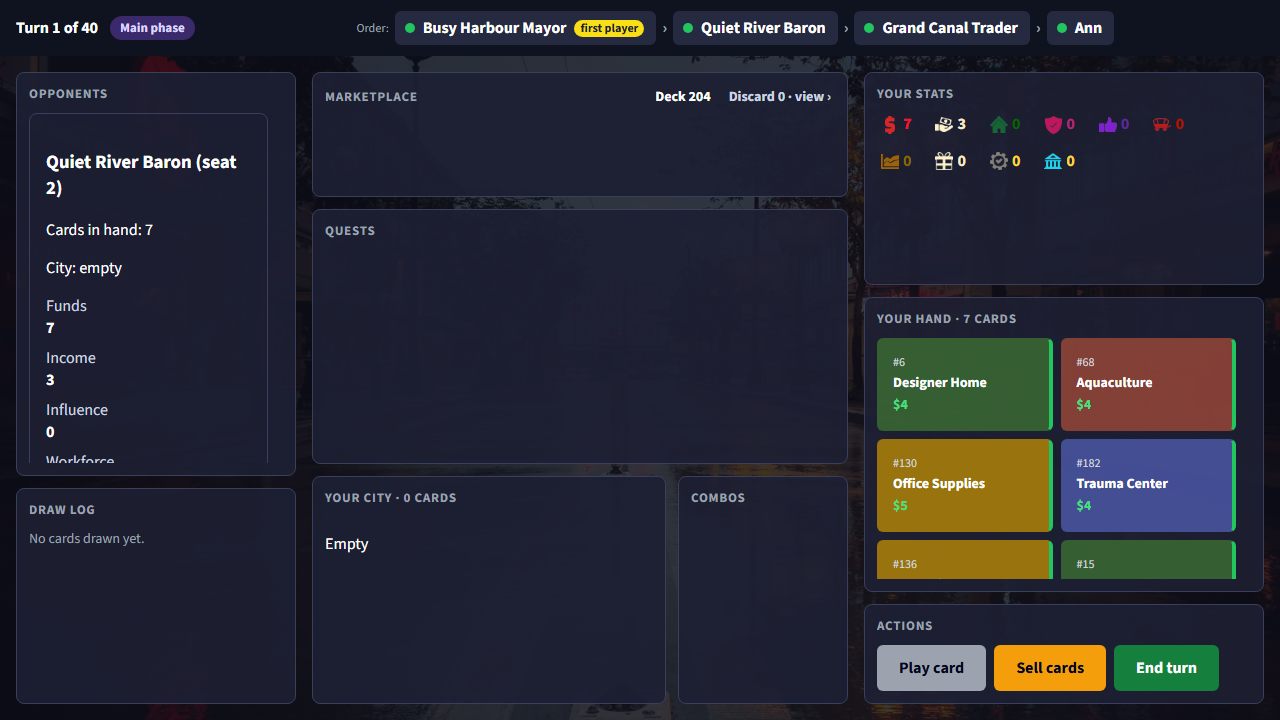 Turn 1 of 40 Main phase
Order: Busy Harbour Mayor first player › Quiet River Baron › Grand Canal Trader › Ann
OPPONENTS
Quiet River Baron (seat
2)
Cards in hand: 7
City: empty
Funds
7
Income
3
Influence
0
Workforce
DRAW LOG
No cards drawn yet.
MARKETPLACE Deck 204 Discard 0 · view ›
QUESTS
YOUR CITY · 0 CARDS
Empty
COMBOS
YOUR STATS
7 3 0 0 0 0
0 0 0 0
YOUR HAND · 7 CARDS
#6
Designer Home
$4
#68
Aquaculture
$4
#130
Office Supplies
$5
#182
Trauma Center
$4
#136
#15
ACTIONS
Play card Sell cards End turn